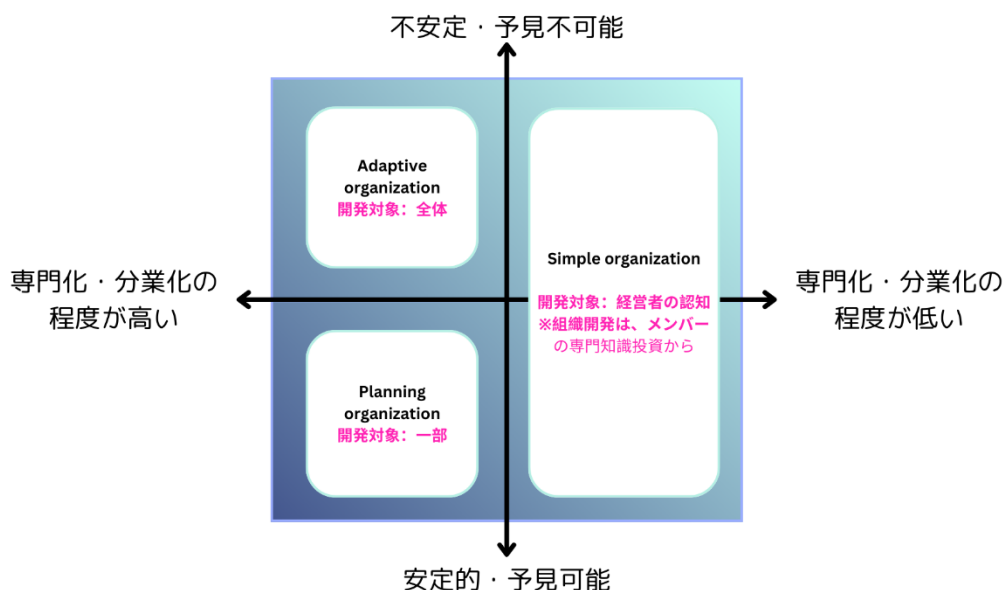 不安定・予見不可能
Adaptive
organization
開発対象：全体
Simple organization
専門化・分業化の
程度が高い
開発対象：経営者の認知
※組織開発は、メンバー
の専門知識投資から
専門化・分業化の
程度が低い
Planning
organization
開発対象：一部
安定的・予見可能